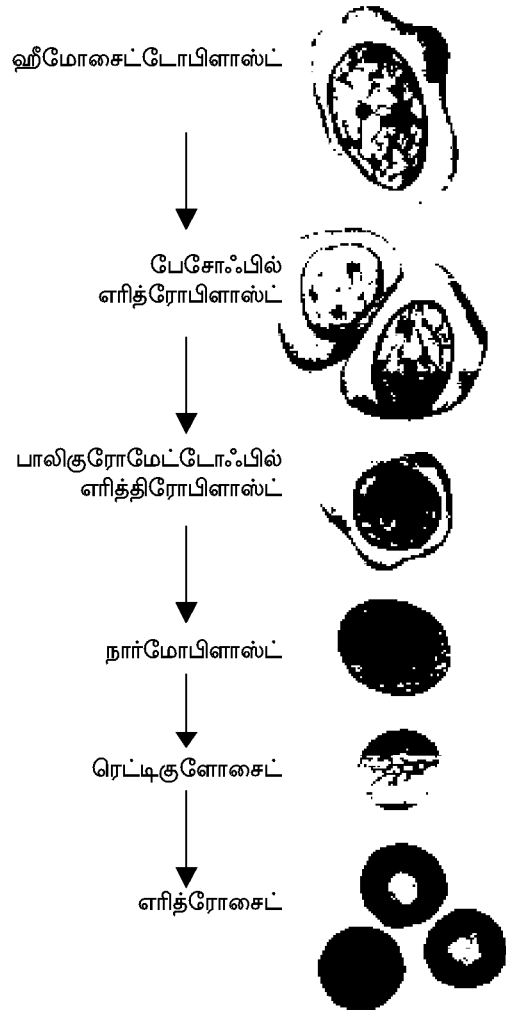 ஹீமோசைட்டோபிளாஸ்ட்
பேசோஃபில்
எரித்ரோபிளாஸ்ட்
பாலிகுரோமேட்டோஃபில்
எரித்திரோபிளாஸ்ட்
நார்மோபிளாஸ்ட்
ரெட்டிகுளோசைட்
எரித்ரோசைட்